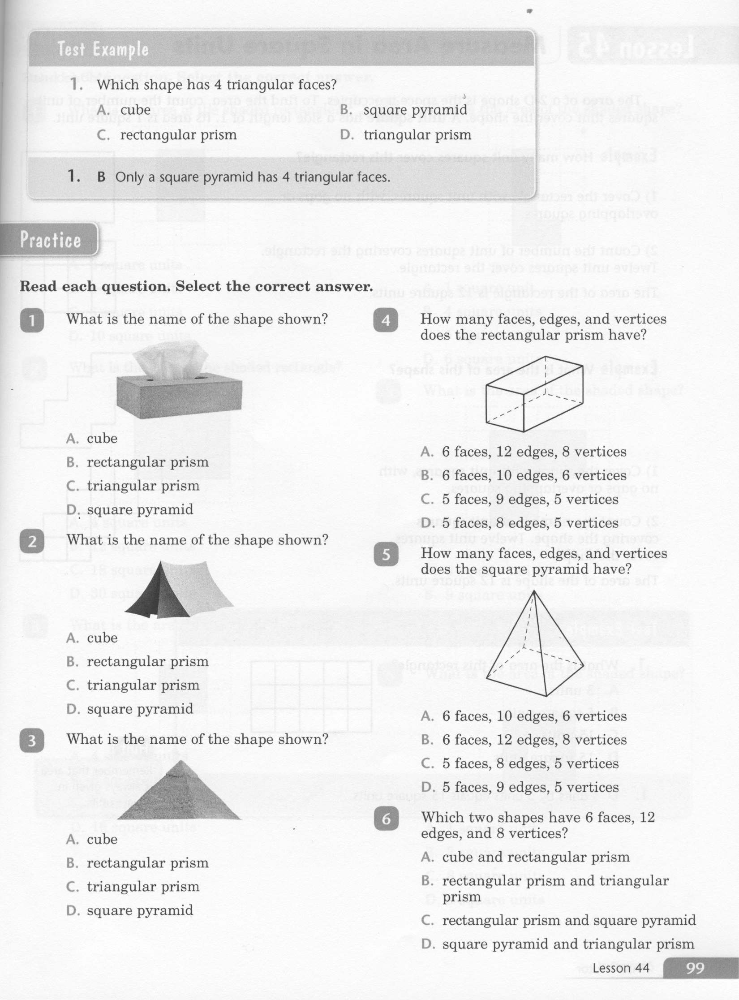 Test Example
1. Which shape has 4 triangular faces?
A. cube
B. square pyramid
C. rectangular prism
D. triangular prism
1. B Only a square pyramid has 4 triangular faces.
Practice
Read each question. Select the correct answer.
1 What is the name of the shape shown?
A. cube
B. rectangular prism
C. triangular prism
D. square pyramid
2 What is the name of the shape shown?
A. cube
B. rectangular prism
C. triangular prism
D. square pyramid
3 What is the name of the shape shown?
A. cube
B. rectangular prism
C. triangular prism
D. square pyramid
4 How many faces, edges, and vertices
does the rectangular prism have?
A. 6 faces, 12 edges, 8 vertices
B. 6 faces, 10 edges, 6 vertices
C. 5 faces, 9 edges, 5 vertices
D. 5 faces, 8 edges, 5 vertices
5 How many faces, edges, and vertices
does the square pyramid have?
A. 6 faces, 10 edges, 6 vertices
B. 6 faces, 12 edges, 8 vertices
C. 5 faces, 8 edges, 5 vertices
D. 5 faces, 9 edges, 5 vertices
6 Which two shapes have 6 faces, 12
edges, and 8 vertices?
A. cube and rectangular prism
B. rectangular prism and triangular
prism
C. rectangular prism and square pyramid
D. square pyramid and triangular prism
Lesson 44 99